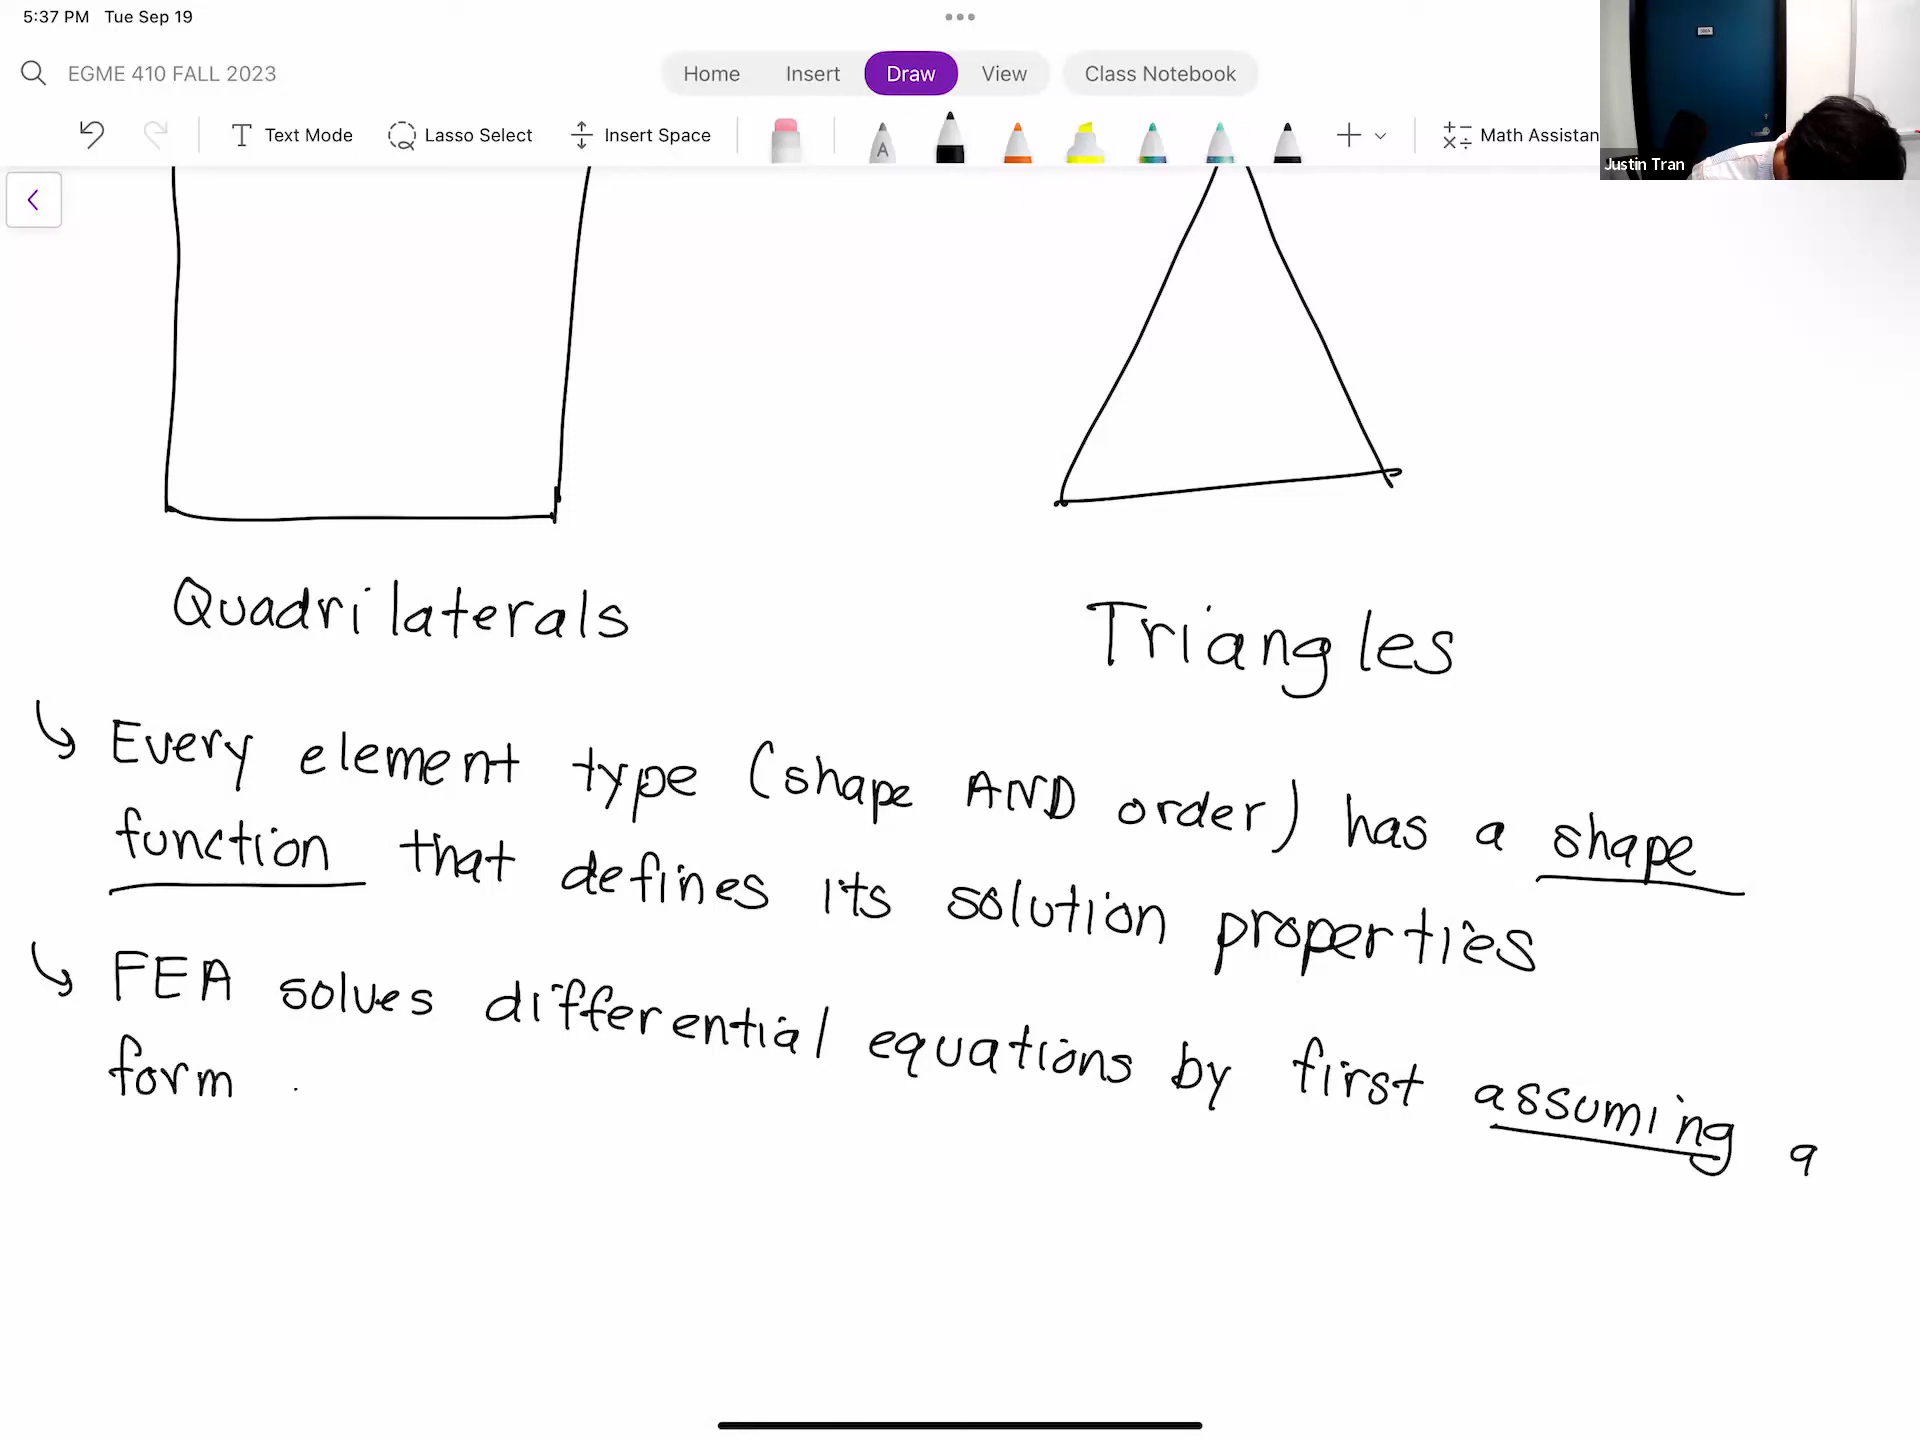 5:37 PM Tue Sep 19
EGME 410 FALL 2023
Home Insert Draw View Class Notebook
Text Mode Lasso Select Insert Space A Math Assistan
Justin Tran
Quadrilaterals
Triangles
Every element type (shape AND order) has a shape
function that defines its solution properties
FEA solves differential equations by first assuming a
form